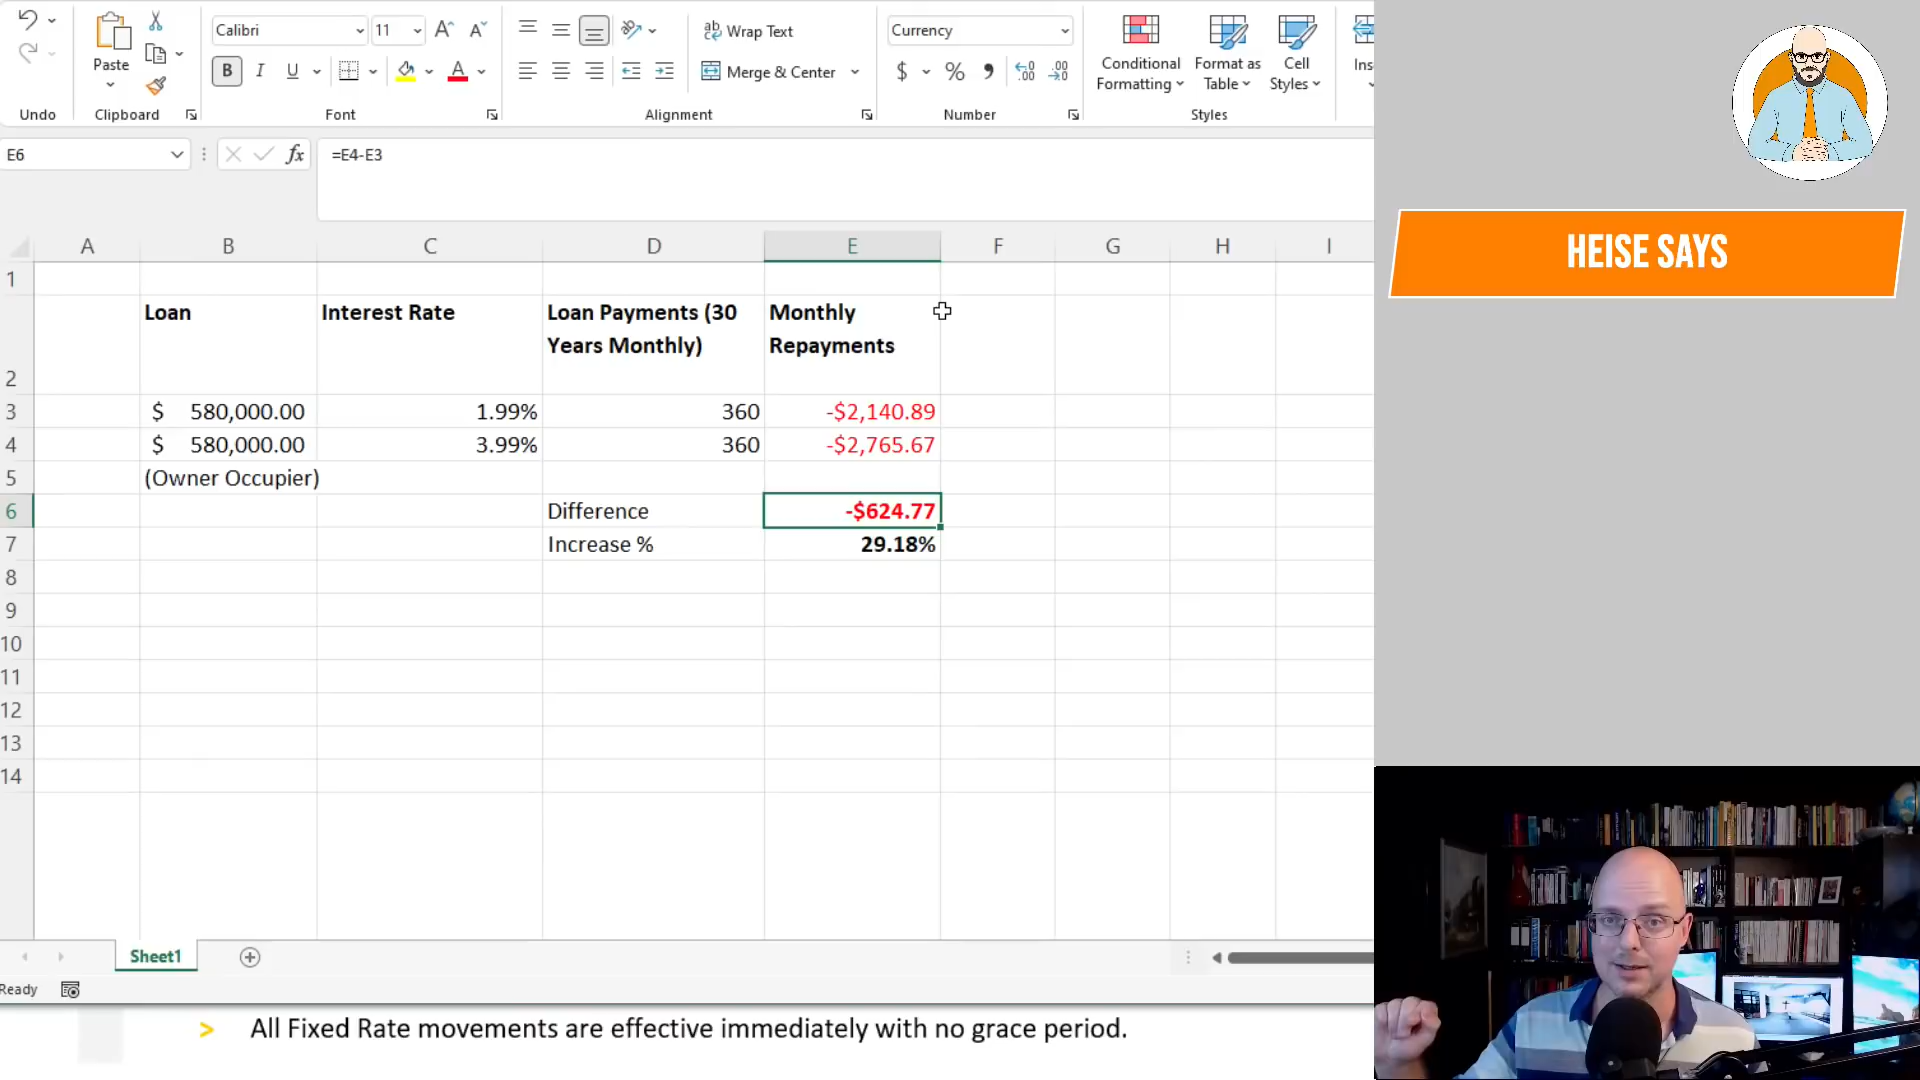 Calibri 11 Wrap Text Currency
Paste Merge & Center $ % Conditional Formatting Format as Table Cell Styles Ins
Undo Clipboard Font Alignment Number Styles
E6 fx =E4-E3
A B C D E F G H I
1
2 Loan Interest Rate Loan Payments (30 Years Monthly) Monthly Repayments
3 $ 580,000.00 1.99% 360 -$2,140.89
4 $ 580,000.00 3.99% 360 -$2,765.67
5 (Owner Occupier)
6 Difference -$624.77
7 Increase % 29.18%
8
9
10
11
12
13
14
Sheet1
Ready
> All Fixed Rate movements are effective immediately with no grace period.
HEISE SAYS